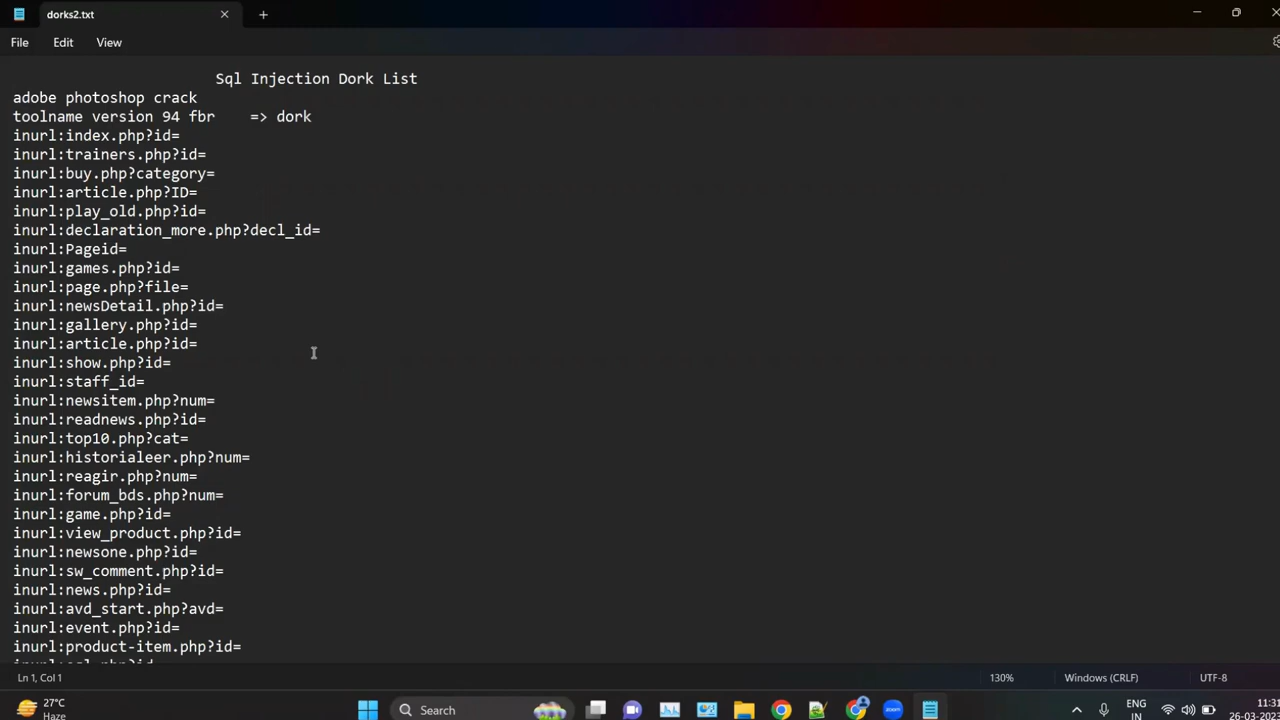 dorks2.txt
File Edit View
Sql Injection Dork List
adobe photoshop crack
toolname version 94 fbr => dork
inurl:index.php?id=
inurl:trainers.php?id=
inurl:buy.php?category=
inurl:article.php?ID=
inurl:play_old.php?id=
inurl:declaration_more.php?decl_id=
inurl:Pageid=
inurl:games.php?id=
inurl:page.php?file=
inurl:newsDetail.php?id=
inurl:gallery.php?id=
inurl:article.php?id=
inurl:show.php?id=
inurl:staff_id=
inurl:newsitem.php?num=
inurl:readnews.php?id=
inurl:top10.php?cat=
inurl:historialeer.php?num=
inurl:reagir.php?num=
inurl:forum_bds.php?num=
inurl:game.php?id=
inurl:view_product.php?id=
inurl:newsone.php?id=
inurl:sw_comment.php?id=
inurl:news.php?id=
inurl:avd_start.php?avd=
inurl:event.php?id=
inurl:product-item.php?id=
Ln 1, Col 1 130% Windows (CRLF) UTF-8
27°C
Haze
Search
zoom
ENG
IN